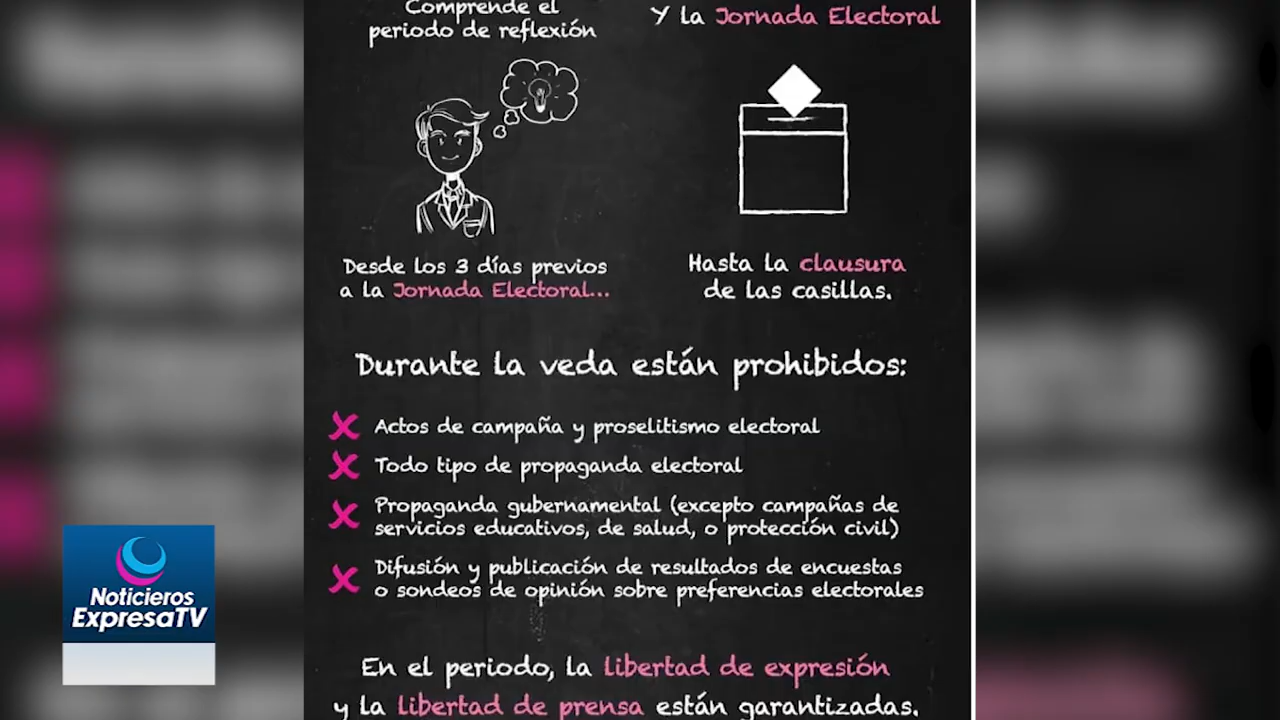 Comprende el
periodo de reflexión
Y la Jornada Electoral
Desde los 3 días previos
a la Jornada Electoral...
Hasta la clausura
de las casillas.
Durante la veda están prohibidos:
X Actos de campaña y proselitismo electoral
X Todo tipo de propaganda electoral
X Propaganda gubernamental (excepto campañas de
servicios educativos, de salud, o protección civil)
X Difusión y publicación de resultados de encuestas
o sondeos de opinión sobre preferencias electorales
En el periodo, la libertad de expresión
y la libertad de prensa están garantizadas.
Noticieros
ExpresaTV